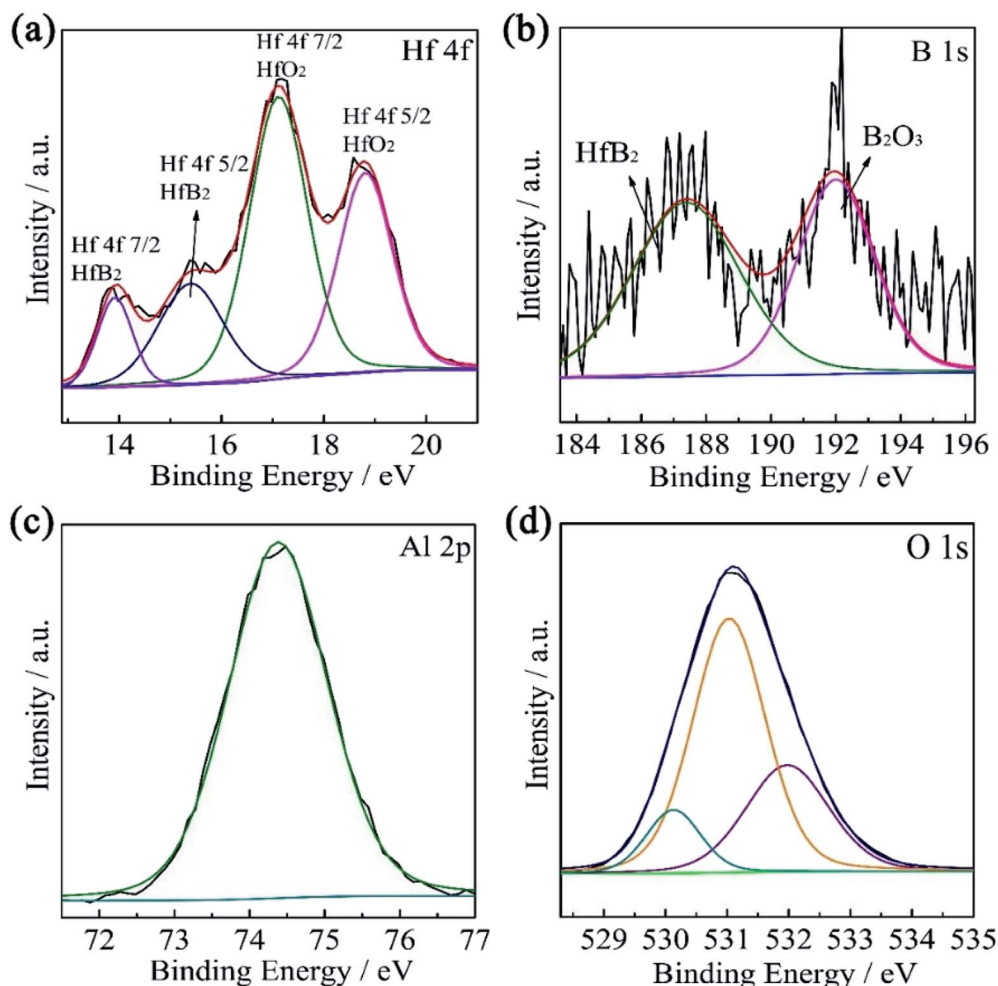 (a)
Hf 4f
Hf 4f 7/2
HfO₂
Hf 4f 5/2
HfO₂
Hf 4f 5/2
HfB₂
Hf 4f 7/2
HfB₂
Intensity / a.u.
14 16 18 20
Binding Energy / eV
(b)
B 1s
HfB₂
B₂O₃
Intensity / a.u.
184 186 188 190 192 194 196
Binding Energy / eV
(c)
Al 2p
Intensity / a.u.
72 73 74 75 76 77
Binding Energy / eV
(d)
O 1s
Intensity / a.u.
529 530 531 532 533 534 535
Binding Energy / eV